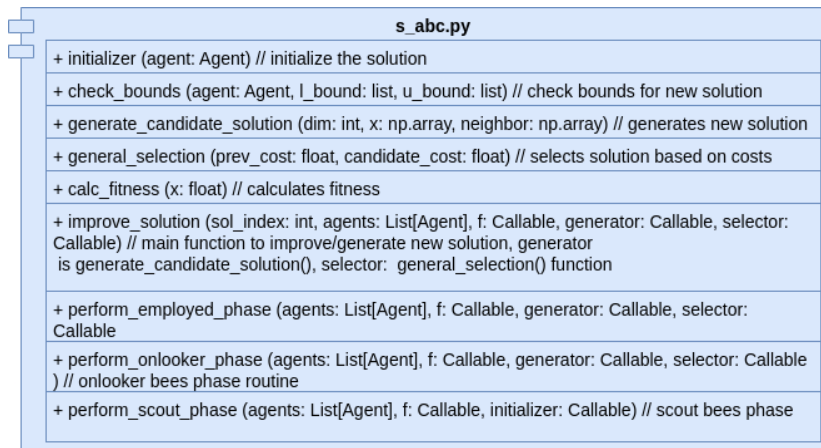 s_abc.py
+ initializer (agent: Agent) // initialize the solution
+ check_bounds (agent: Agent, l_bound: list, u_bound: list) // check bounds for new solution
+ generate_candidate_solution (dim: int, x: np.array, neighbor: np.array) // generates new solution
+ general_selection (prev_cost: float, candidate_cost: float) // selects solution based on costs
+ calc_fitness (x: float) // calculates fitness
+ improve_solution (sol_index: int, agents: List[Agent], f: Callable, generator: Callable, selector:
Callable) // main function to improve/generate new solution, generator
is generate_candidate_solution(), selector:  general_selection() function
+ perform_employed_phase (agents: List[Agent], f: Callable, generator: Callable, selector:
Callable
+ perform_onlooker_phase (agents: List[Agent], f: Callable, generator: Callable, selector: Callable
) // onlooker bees phase routine
+ perform_scout_phase (agents: List[Agent], f: Callable, initializer: Callable) // scout bees phase